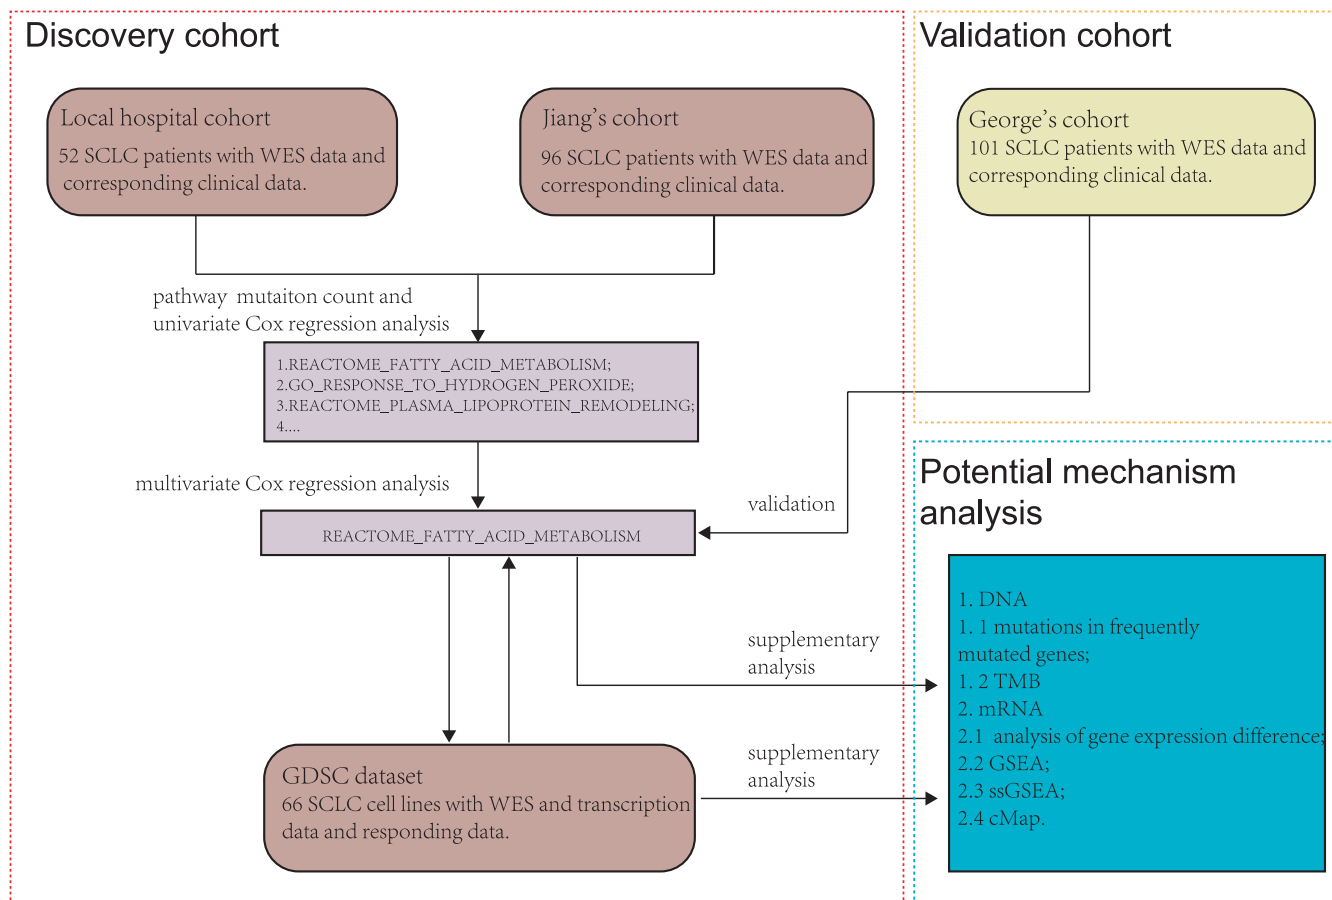 Discovery cohort
Local hospital cohort
52 SCLC patients with WES data and
corresponding clinical data.
Jiang's cohort
96 SCLC patients with WES data and
corresponding clinical data.
pathway mutaiton count and
univariate Cox regression analysis
1.REACTOME_FATTY_ACID_METABOLISM;
2.GO_RESPONSE_TO_HYDROGEN_PEROXIDE;
3.REACTOME_PLASMA_LIPOPROTEIN_REMODELING;
4....
multivariate Cox regression analysis
REACTOME_FATTY_ACID_METABOLISM
GDSC dataset
66 SCLC cell lines with WES and transcription
data and responding data.
validation
supplementary
analysis
supplementary
analysis
Validation cohort
George's cohort
101 SCLC patients with WES data and
corresponding clinical data.
Potential mechanism
analysis
1. DNA
1. 1 mutations in frequently
mutated genes;
1. 2 TMB
2. mRNA
2.1 analysis of gene expression difference;
2.2 GSEA;
2.3 ssGSEA;
2.4 cMap.